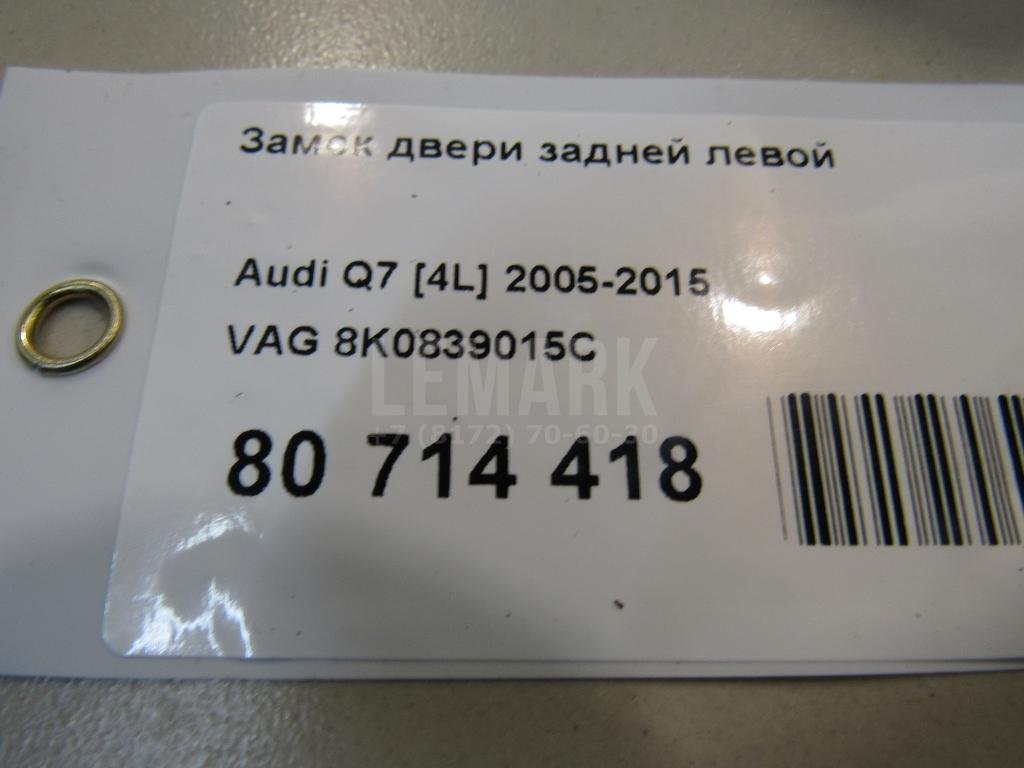 Замок двери задней левой
Audi Q7 [4L] 2005-2015
VAG 8K0839015C
LEMARK
+7 (8172) 70-60-30
80 714 418